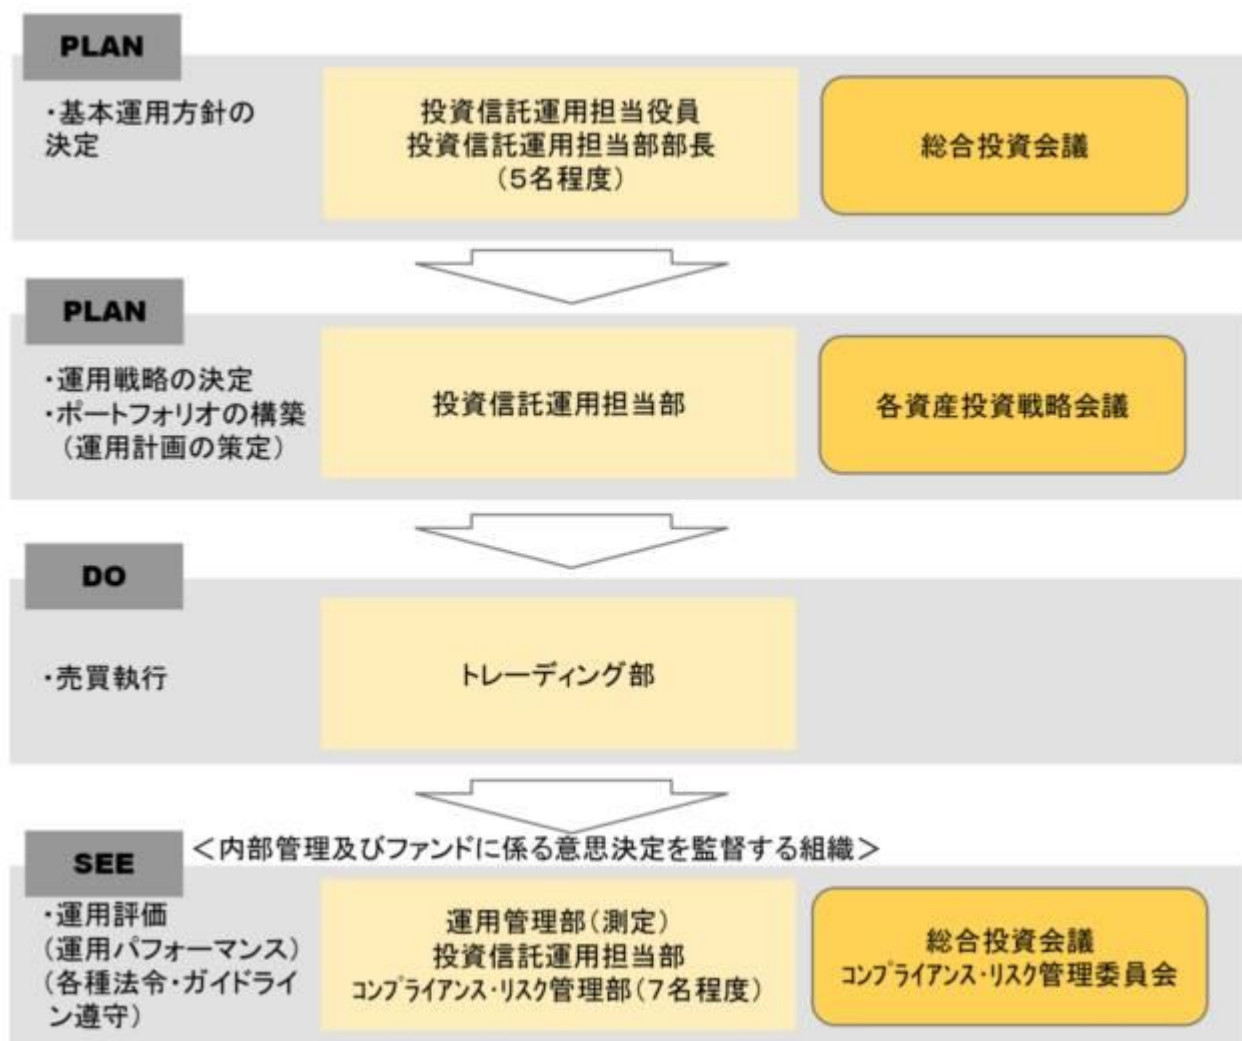 PLAN
・基本運用方針の
決定
投資信託運用担当役員
投資信託運用担当部部長
(5名程度)
総合投資会議
PLAN
・運用戦略の決定
・ポートフォリオの構築
(運用計画の策定)
投資信託運用担当部
各資産投資戦略会議
DO
・売買執行
トレーディング部
SEE
＜内部管理及びファンドに係る意思決定を監督する組織＞
・運用評価
(運用パフォーマンス)
(各種法令・ガイドライ
ン遵守)
運用管理部(測定)
投資信託運用担当部
ｺﾝﾌﾟﾗｲｱﾝｽ･ﾘｽｸ管理部(7名程度)
総合投資会議
ｺﾝﾌﾟﾗｲｱﾝｽ･ﾘｽｸ管理委員会